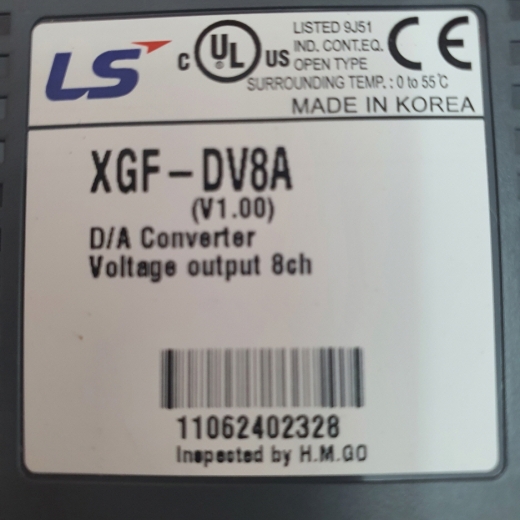 LS
C UL US
LISTED 9J51
IND. CONT.EQ.
OPEN TYPE
CE
SURROUNDING TEMP. : 0 to 55℃
MADE IN KOREA
XGF-DV8A
(V1.00)
D/A Converter
Voltage output 8ch
11062402328
Inspected by H.M.GO